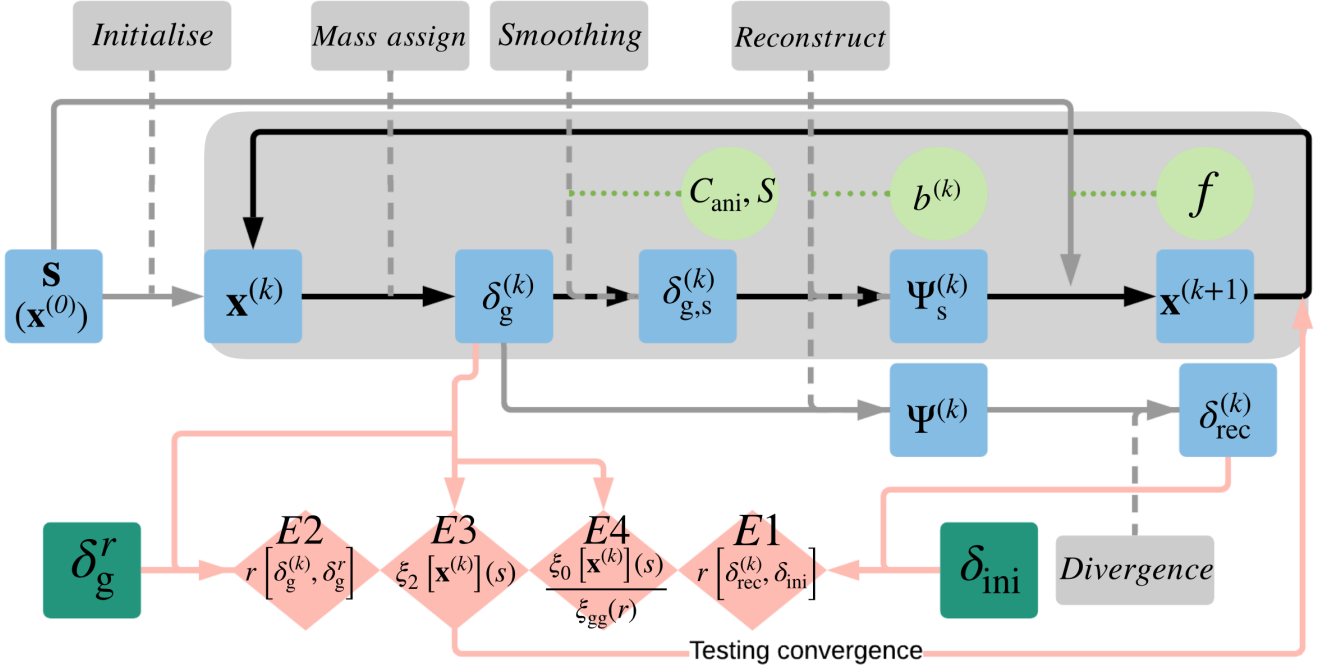 Initialise
Mass assign
Smoothing
Reconstruct
C_ani, S
b^(k)
f
s
(x^(0))
x^(k)
δ_g^(k)
δ_g,s^(k)
Ψ_s^(k)
x^(k+1)
Ψ^(k)
δ_rec^(k)
δ_g^r
E2
r [δ_g^(k), δ_g^r]
E3
ξ_2 [x^(k)](s)
E4
ξ_0 [x^(k)](s)
ξ_gg(r)
E1
r [δ_rec^(k), δ_ini]
δ_ini
Divergence
Testing convergence